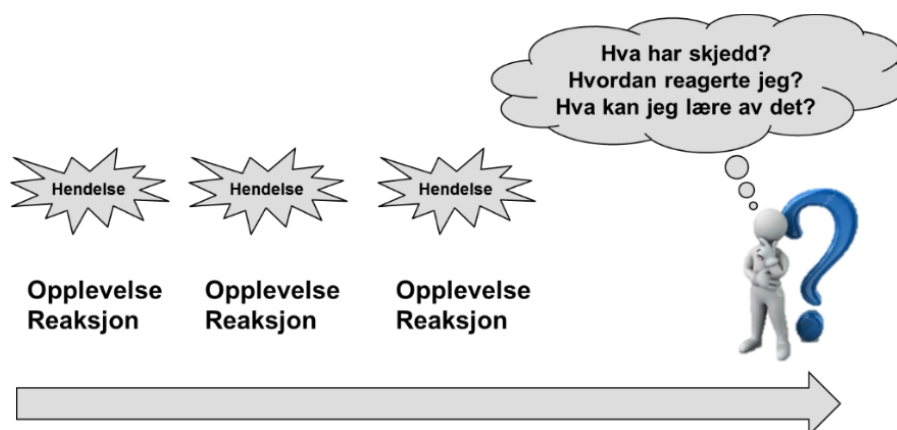 Hva har skjedd?
Hvordan reagerte jeg?
Hva kan jeg lære av det?
Hendelse
Hendelse
Hendelse
Opplevelse
Reaksjon
Opplevelse
Reaksjon
Opplevelse
Reaksjon